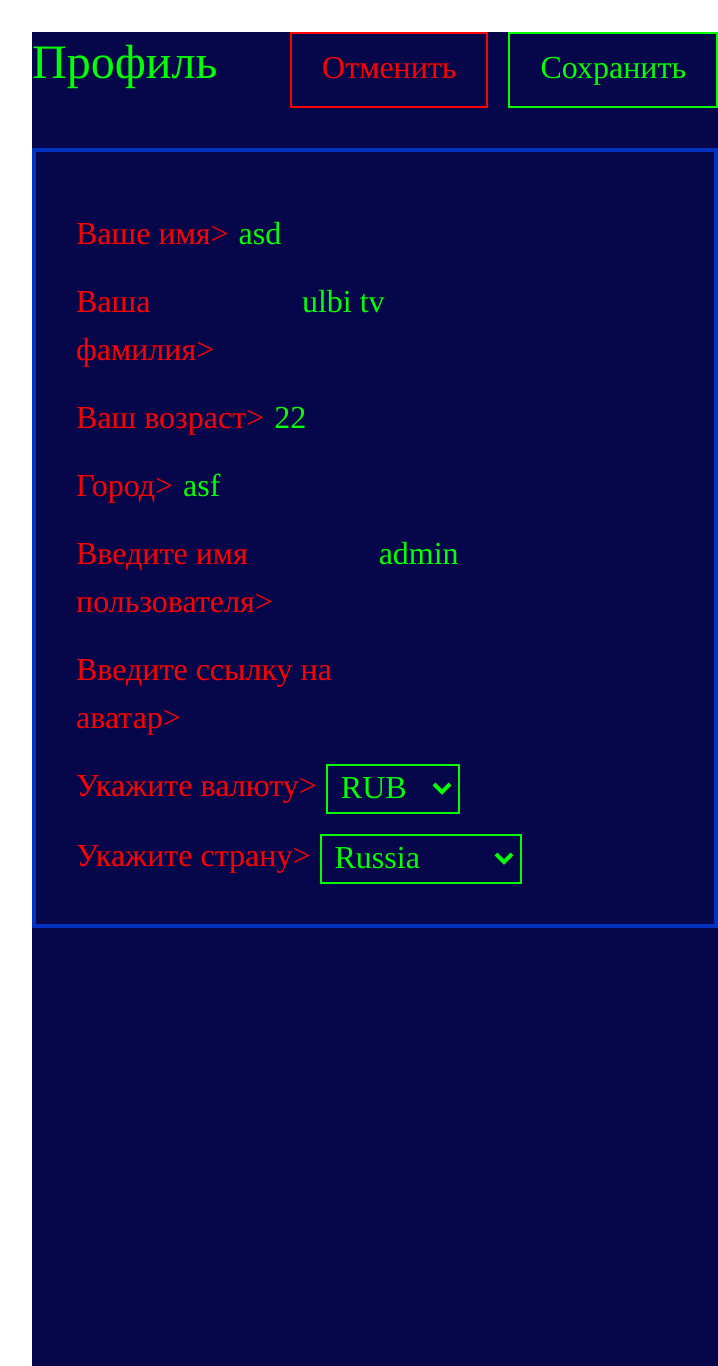 Профиль Отменить Сохранить
Ваше имя> asd
Ваша ulbi tv
фамилия>
Ваш возраст> 22
Город> asf
Введите имя admin
пользователя>
Введите ссылку на
аватар>
Укажите валюту> RUB
Укажите страну> Russia